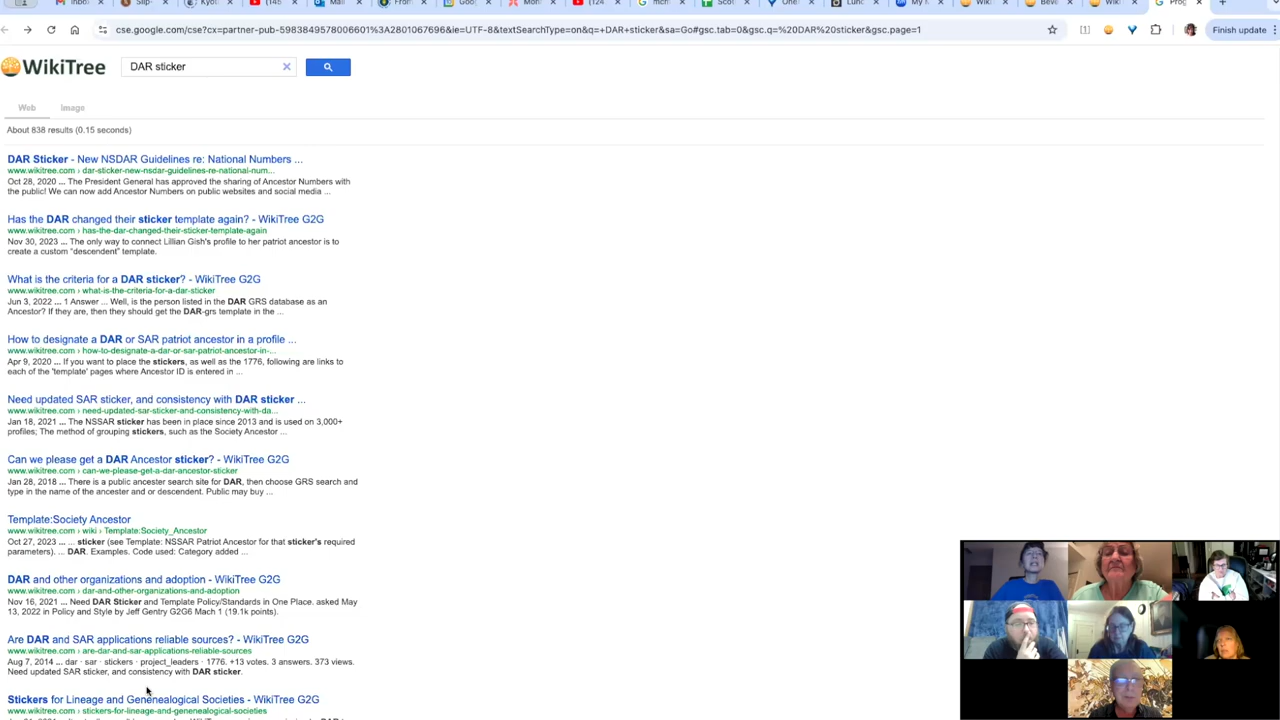 Inbo
Slip-
Kyou
(145
Mail
From
Goo
Mon
(124
mch
Scot
One
Lunc
My N
Wiki
Beve
Wiki
Prog
cse.google.com/cse?cx=partner-pub-5983849578006601%3A2801067696&ie=UTF-8&textSearchType=on&q=+DAR+sticker&sa=Go#gsc.tab=0&gsc.q=%20DAR%20sticker&gsc.page=1
Finish update
WikiTree
DAR sticker
Web
Image
About 838 results (0.15 seconds)
DAR Sticker - New NSDAR Guidelines re: National Numbers ...
www.wikitree.com › dar-sticker-new-nsdar-guidelines-re-national-num...
Oct 28, 2020 ... The President General has approved the sharing of Ancestor Numbers with
the public! We can now add Ancestor Numbers on public websites and social media ...
Has the DAR changed their sticker template again? - WikiTree G2G
www.wikitree.com › has-the-dar-changed-their-sticker-template-again
Nov 30, 2023 ... The only way to connect Lillian Gish's profile to her patriot ancestor is to
create a custom "descendent" template.
What is the criteria for a DAR sticker? - WikiTree G2G
www.wikitree.com › what-is-the-criteria-for-a-dar-sticker
Jun 3, 2022 ... 1 Answer ... Well, is the person listed in the DAR GRS database as an
Ancestor? If they are, then they should get the DAR-grs template in the ...
How to designate a DAR or SAR patriot ancestor in a profile ...
www.wikitree.com › how-to-designate-a-dar-or-sar-patriot-ancestor-in-...
Apr 9, 2020 ... If you want to place the stickers, as well as the 1776, following are links to
each of the 'template' pages where Ancestor ID is entered in ...
Need updated SAR sticker, and consistency with DAR sticker ...
www.wikitree.com › need-updated-sar-sticker-and-consistency-with-da...
Jan 18, 2021 ... The NSSAR sticker has been in place since 2013 and is used on 3,000+
profiles; The method of grouping stickers, such as the Society Ancestor ...
Can we please get a DAR Ancestor sticker? - WikiTree G2G
www.wikitree.com › can-we-please-get-a-dar-ancestor-sticker
Jan 28, 2018 ... There is a public ancester search site for DAR, then choose GRS search and
type in the name of the ancester and or descendent. Public may buy ...
Template:Society Ancestor
www.wikitree.com › wiki › Template:Society_Ancestor
Oct 27, 2023 ... ... sticker (see Template: NSSAR Patriot Ancestor for that sticker's required
parameters). ... DAR. Examples. Code used: Category added ...
DAR and other organizations and adoption - WikiTree G2G
www.wikitree.com › dar-and-other-organizations-and-adoption
Nov 16, 2021 ... Need DAR Sticker and Template Policy/Standards in One Place. asked May
13, 2022 in Policy and Style by Jeff Gentry G2G6 Mach 1 (19.1k points).
Are DAR and SAR applications reliable sources? - WikiTree G2G
www.wikitree.com › are-dar-and-sar-applications-reliable-sources
Aug 7, 2014 ... dar · sar · stickers · project_leaders · 1776. +13 votes. 3 answers. 373 views.
Need updated SAR sticker, and consistency with DAR sticker.
Stickers for Lineage and Genenealogical Societies - WikiTree G2G
www.wikitree.com › stickers-for-lineage-and-genenealogical-societies